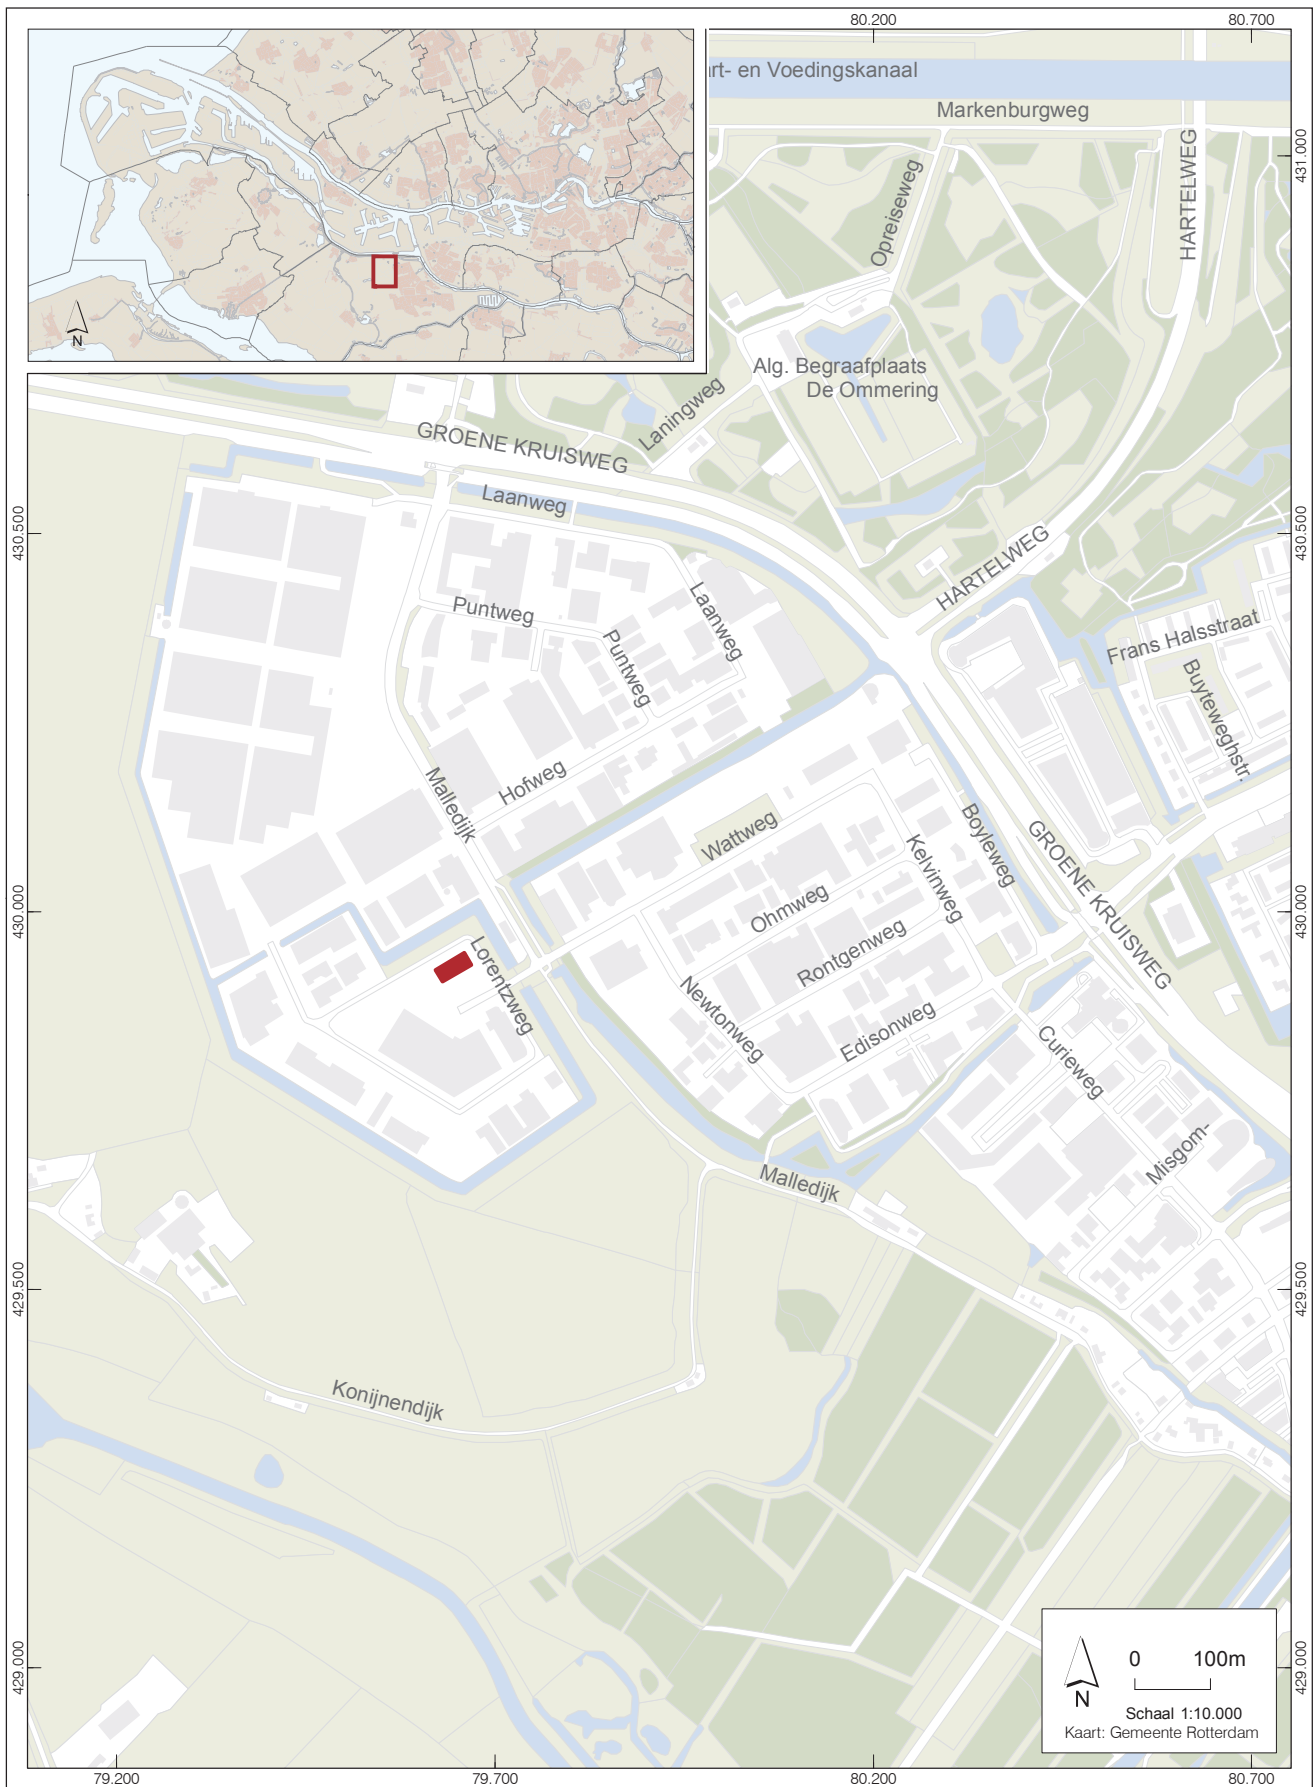 80.200
80.700
N
rt- en Voedingskanaal
Markenburgweg
HARTELWEG
431.000
Opreiseweg
Alg. Begraafplaats
De Ommering
Laningweg
GROENE KRUISWEG
Laanweg
430.500
430.500
HARTELWEG
Puntweg
Laanweg
Puntweg
Frans Halsstraat
Buyteweghstr.
Malledijk
Hofweg
Wattweg
Boyleweg
GROENE KRUISWEG
Kelvinweg
Ohmweg
430.000
430.000
Lorentzweg
Rontgenweg
Newtonweg
Edisonweg
Curieweg
Misgom-
Malledijk
429.500
429.500
Konijnendijk
429.000
429.000
0 100m
N
Schaal 1:10.000
Kaart: Gemeente Rotterdam
79.200
79.700
80.200
80.700